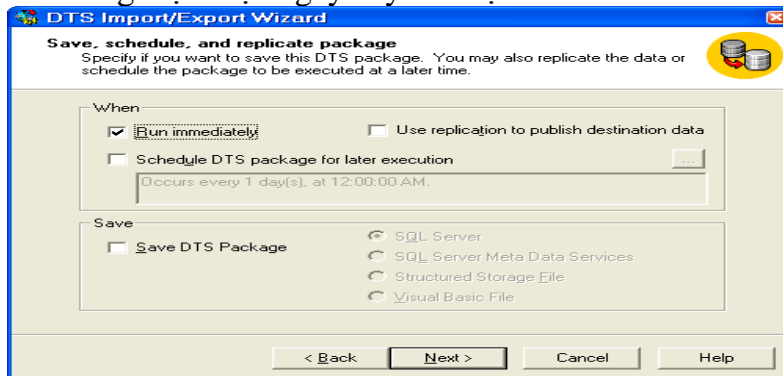 DTS Import/Export Wizard
Save, schedule, and replicate package
Specify if you want to save this DTS package. You may also replicate the data or
schedule the package to be executed at a later time.
When
Run immediately
Use replication to publish destination data
Schedule DTS package for later execution
...
Occurs every 1 day(s), at 12:00:00 AM.
Save
Save DTS Package
SQL Server
SQL Server Meta Data Services
Structured Storage File
Visual Basic File
< Back
Next >
Cancel
Help